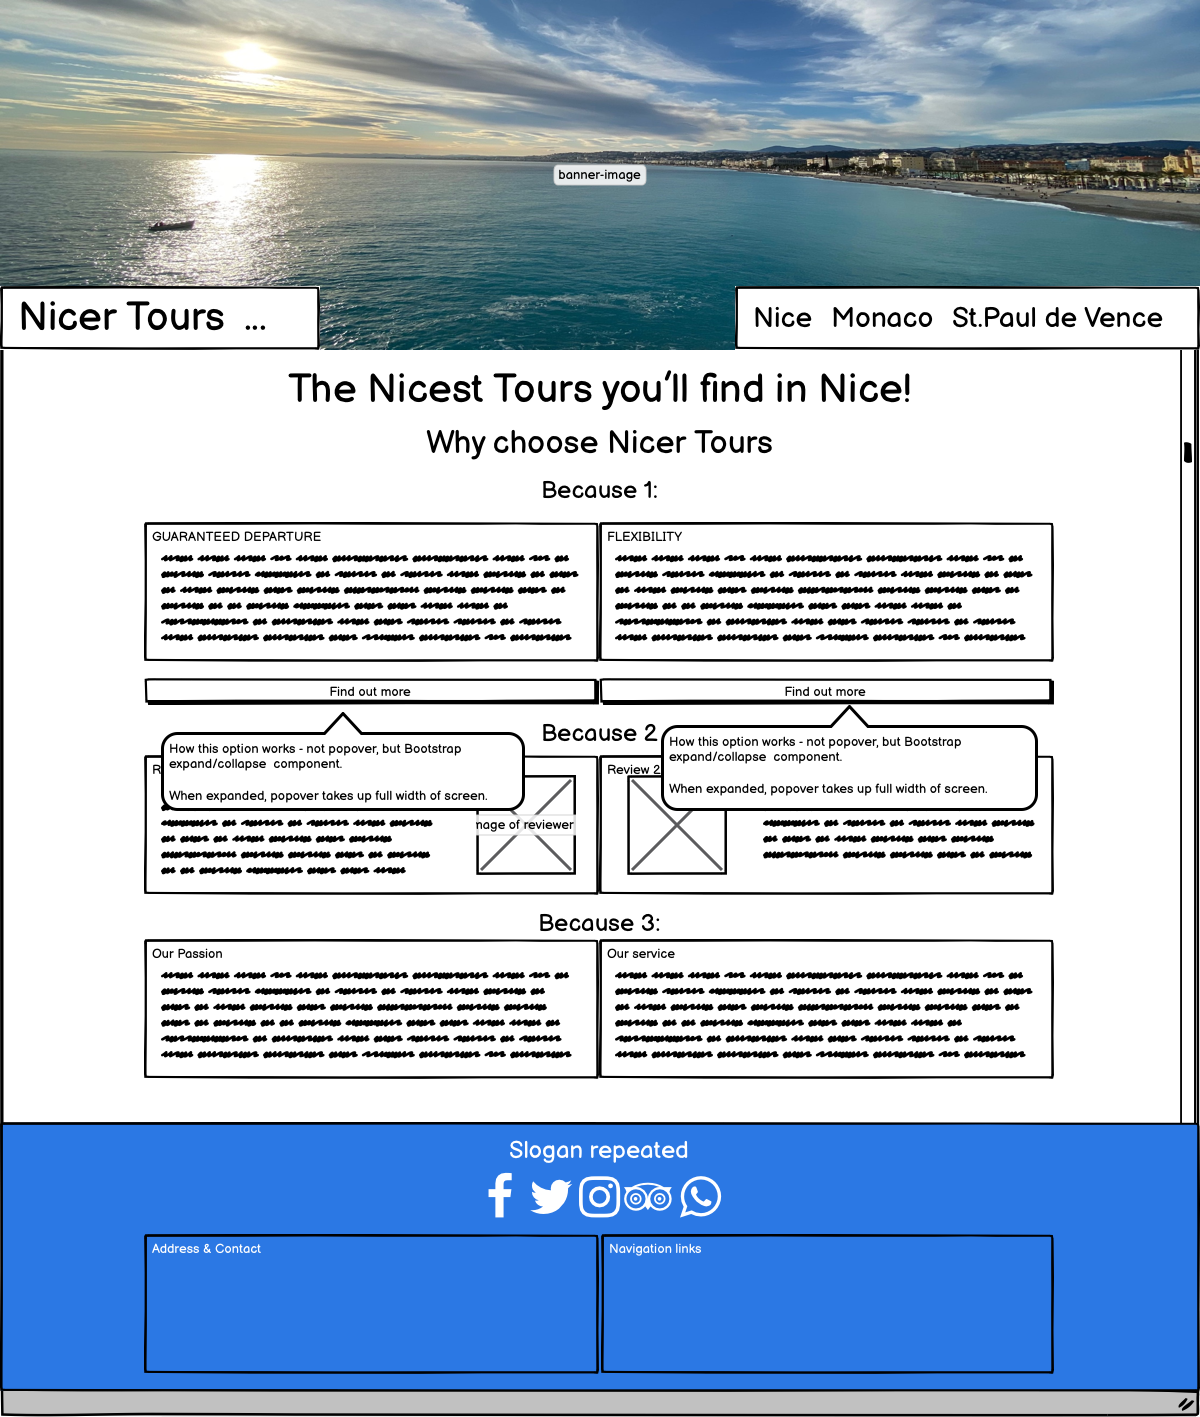 banner-image
Nicer Tours ...
Nice Monaco St.Paul de Vence
The Nicest Tours you'll find in Nice!
Why choose Nicer Tours
Because 1:
GUARANTEED DEPARTURE
FLEXIBILITY
Find out more
Find out more
Because 2
How this option works - not popover, but Bootstrap
expand/collapse component.
When expanded, popover takes up full width of screen.
How this option works - not popover, but Bootstrap
expand/collapse component.
When expanded, popover takes up full width of screen.
Review 2
of reviewer
Because 3:
Our Passion
Our service
Slogan repeated
Address & Contact
Navigation links